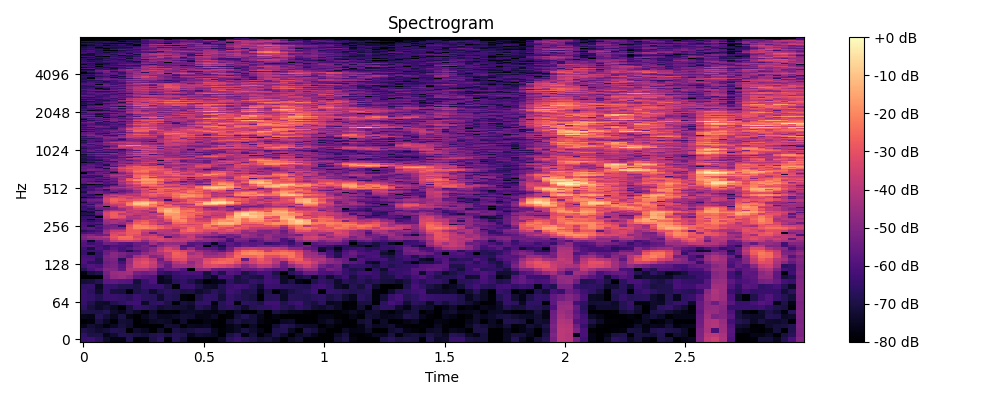 Spectrogram
Hz
4096
2048
1024
512
256
128
64
0
0
0.5
1
1.5
2
2.5
Time
+0 dB
-10 dB
-20 dB
-30 dB
-40 dB
-50 dB
-60 dB
-70 dB
-80 dB